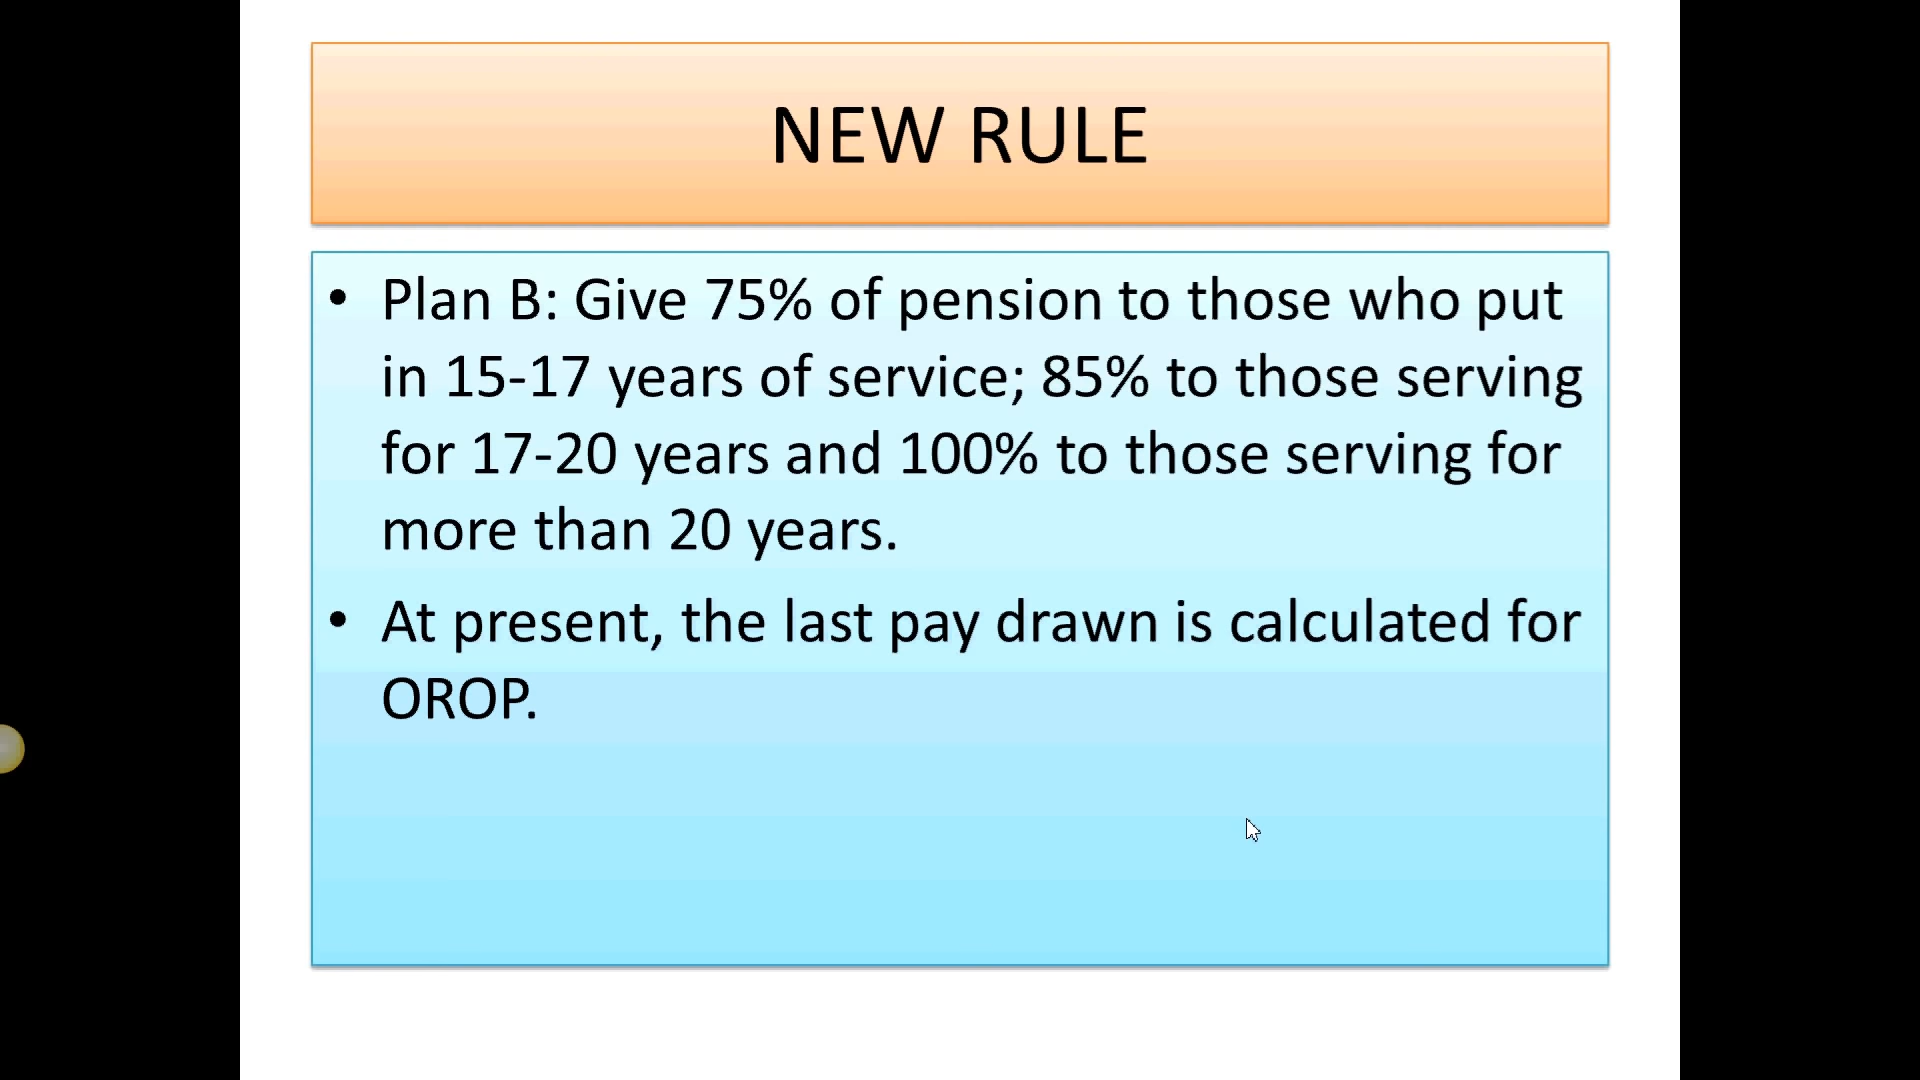 NEW RULE
• Plan B: Give 75% of pension to those who put
in 15-17 years of service; 85% to those serving
for 17-20 years and 100% to those serving for
more than 20 years.
• At present, the last pay drawn is calculated for
OROP.